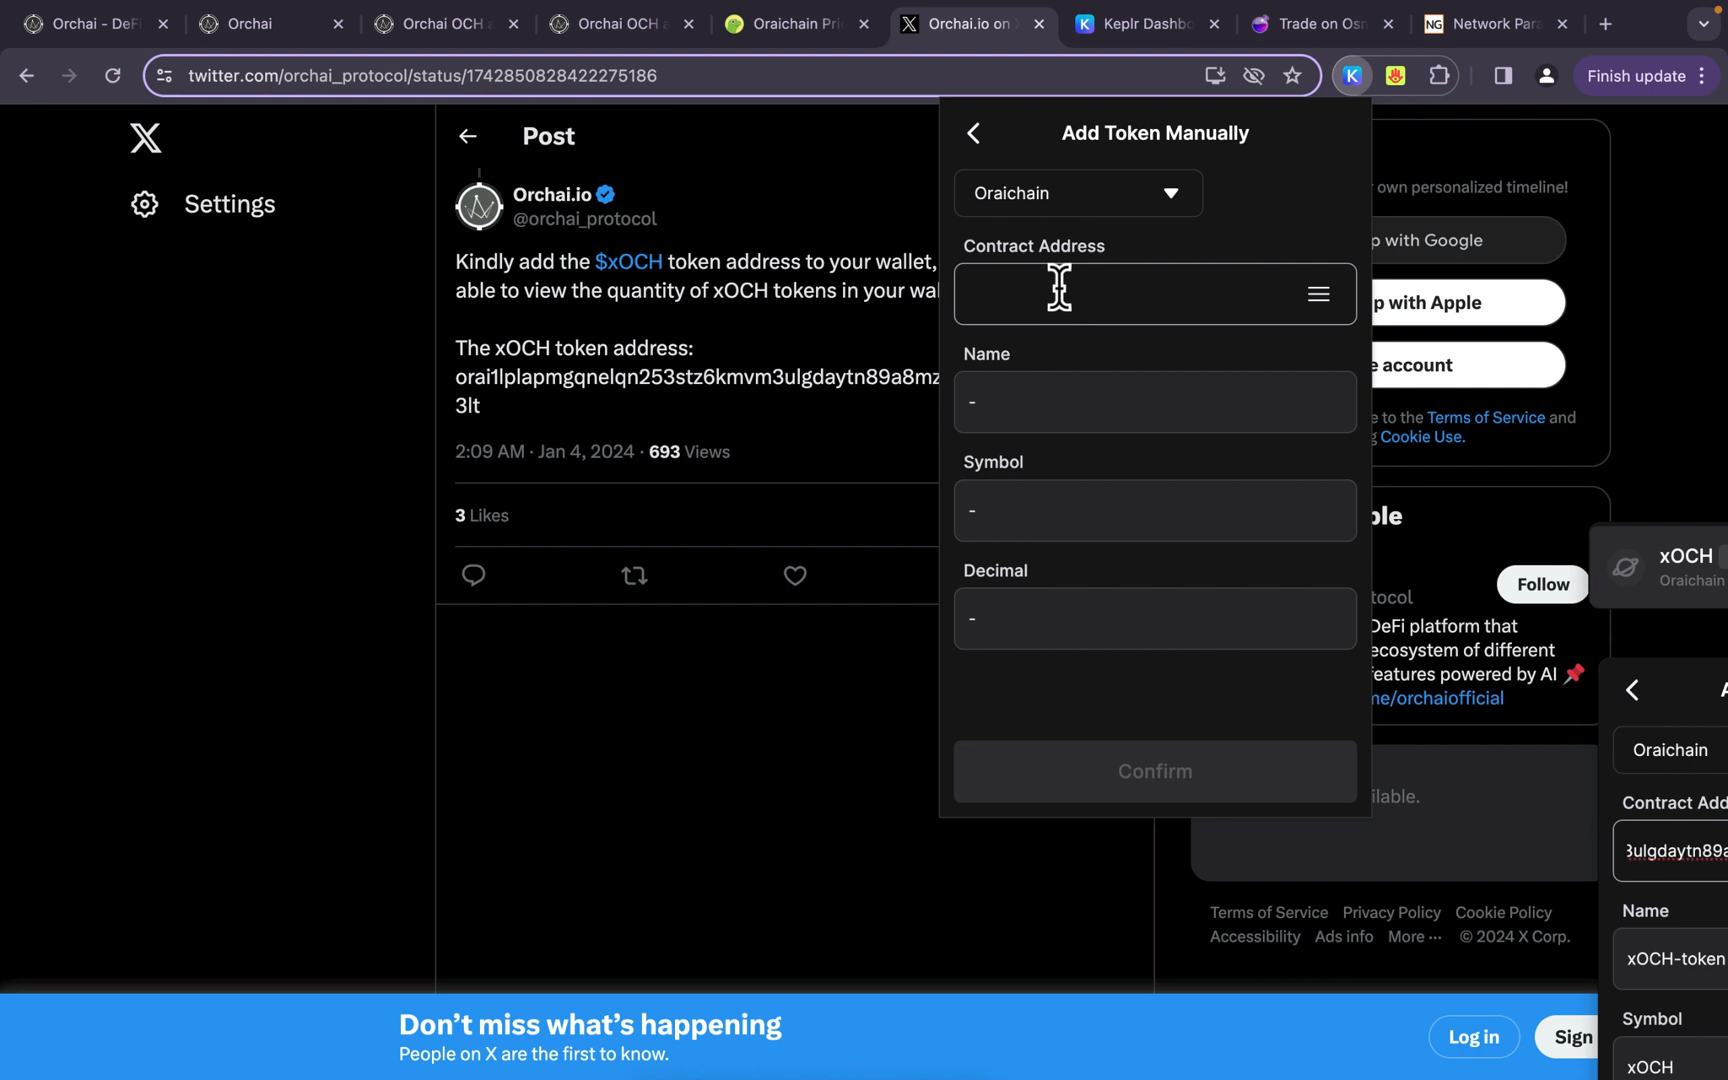 Orchai - DeFi
Orchai
Orchai OCH a
Orchai OCH a
Oraichain Pri
Orchai.io on X
Keplr Dashbo
Trade on Osm
NG Network Para
twitter.com/orchai_protocol/status/1742850828422275186
Finish update
Settings
Post
Orchai.io
@orchai_protocol
Kindly add the $xOCH token address to your wallet,
able to view the quantity of xOCH tokens in your wal
The xOCH token address:
orai1lplapmgqnelqn253stz6kmvm3ulgdaytn89a8mz
3lt
2:09 AM · Jan 4, 2024 · 693 Views
3 Likes
Add Token Manually
Oraichain
Contract Address
Name
-
Symbol
-
Decimal
-
Confirm
own personalized timeline!
p with Google
p with Apple
e account
e to the Terms of Service and
Cookie Use.
ple
Follow
tocol
DeFi platform that
ecosystem of different
features powered by AI
me/orchaiofficial
ilable.
Terms of Service Privacy Policy Cookie Policy
Accessibility Ads info More ··· © 2024 X Corp.
xOCH
Oraichain
Oraichain
Contract Add
3ulgdaytn89a
Name
xOCH-token
Symbol
xOCH
Don’t miss what’s happening
People on X are the first to know.
Log in
Sign